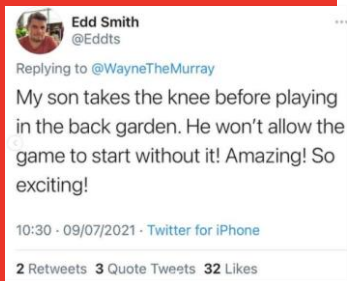 Edd Smith
@Eddts
Replying to @WayneTheMurray
My son takes the knee before playing
in the back garden. He won't allow the
game to start without it! Amazing! So
exciting!
10:30 · 09/07/2021 · Twitter for iPhone
2 Retweets 3 Quote Tweets 32 Likes